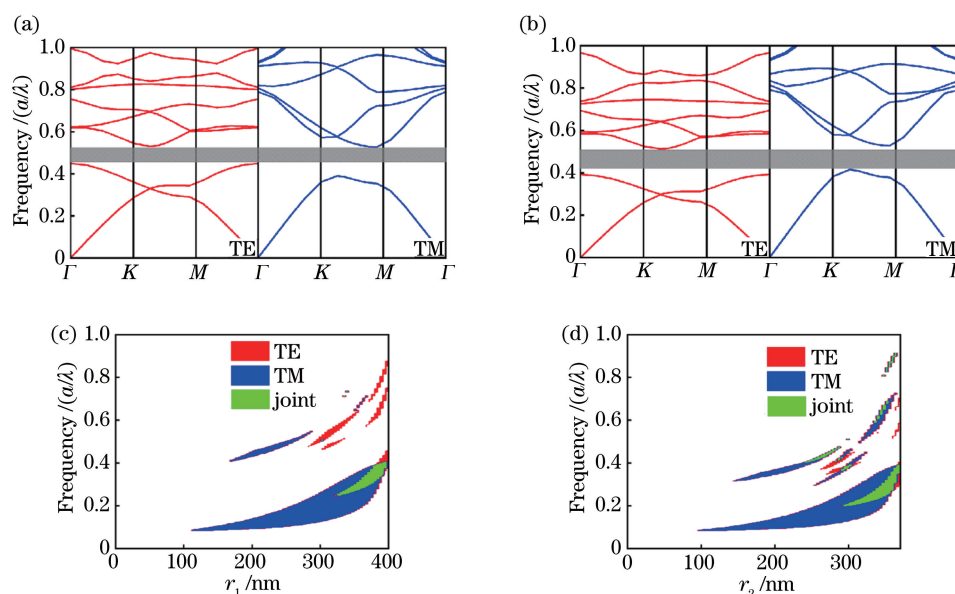 (a)
1.0
0.8
0.6
0.4
0.2
0
Frequency /(a/λ)
TE
TM
Γ K M Γ K M Γ
(b)
1.0
0.8
0.6
0.4
0.2
0
Frequency /(a/λ)
TE
TM
Γ K M Γ K M
(c)
1.0
0.8
0.6
0.4
0.2
0
Frequency /(a/λ)
TE
TM
joint
0 100 200 300 400
r₁ /nm
(d)
1.0
0.8
0.6
0.4
0.2
0
Frequency /(a/λ)
TE
TM
joint
0 100 200 300